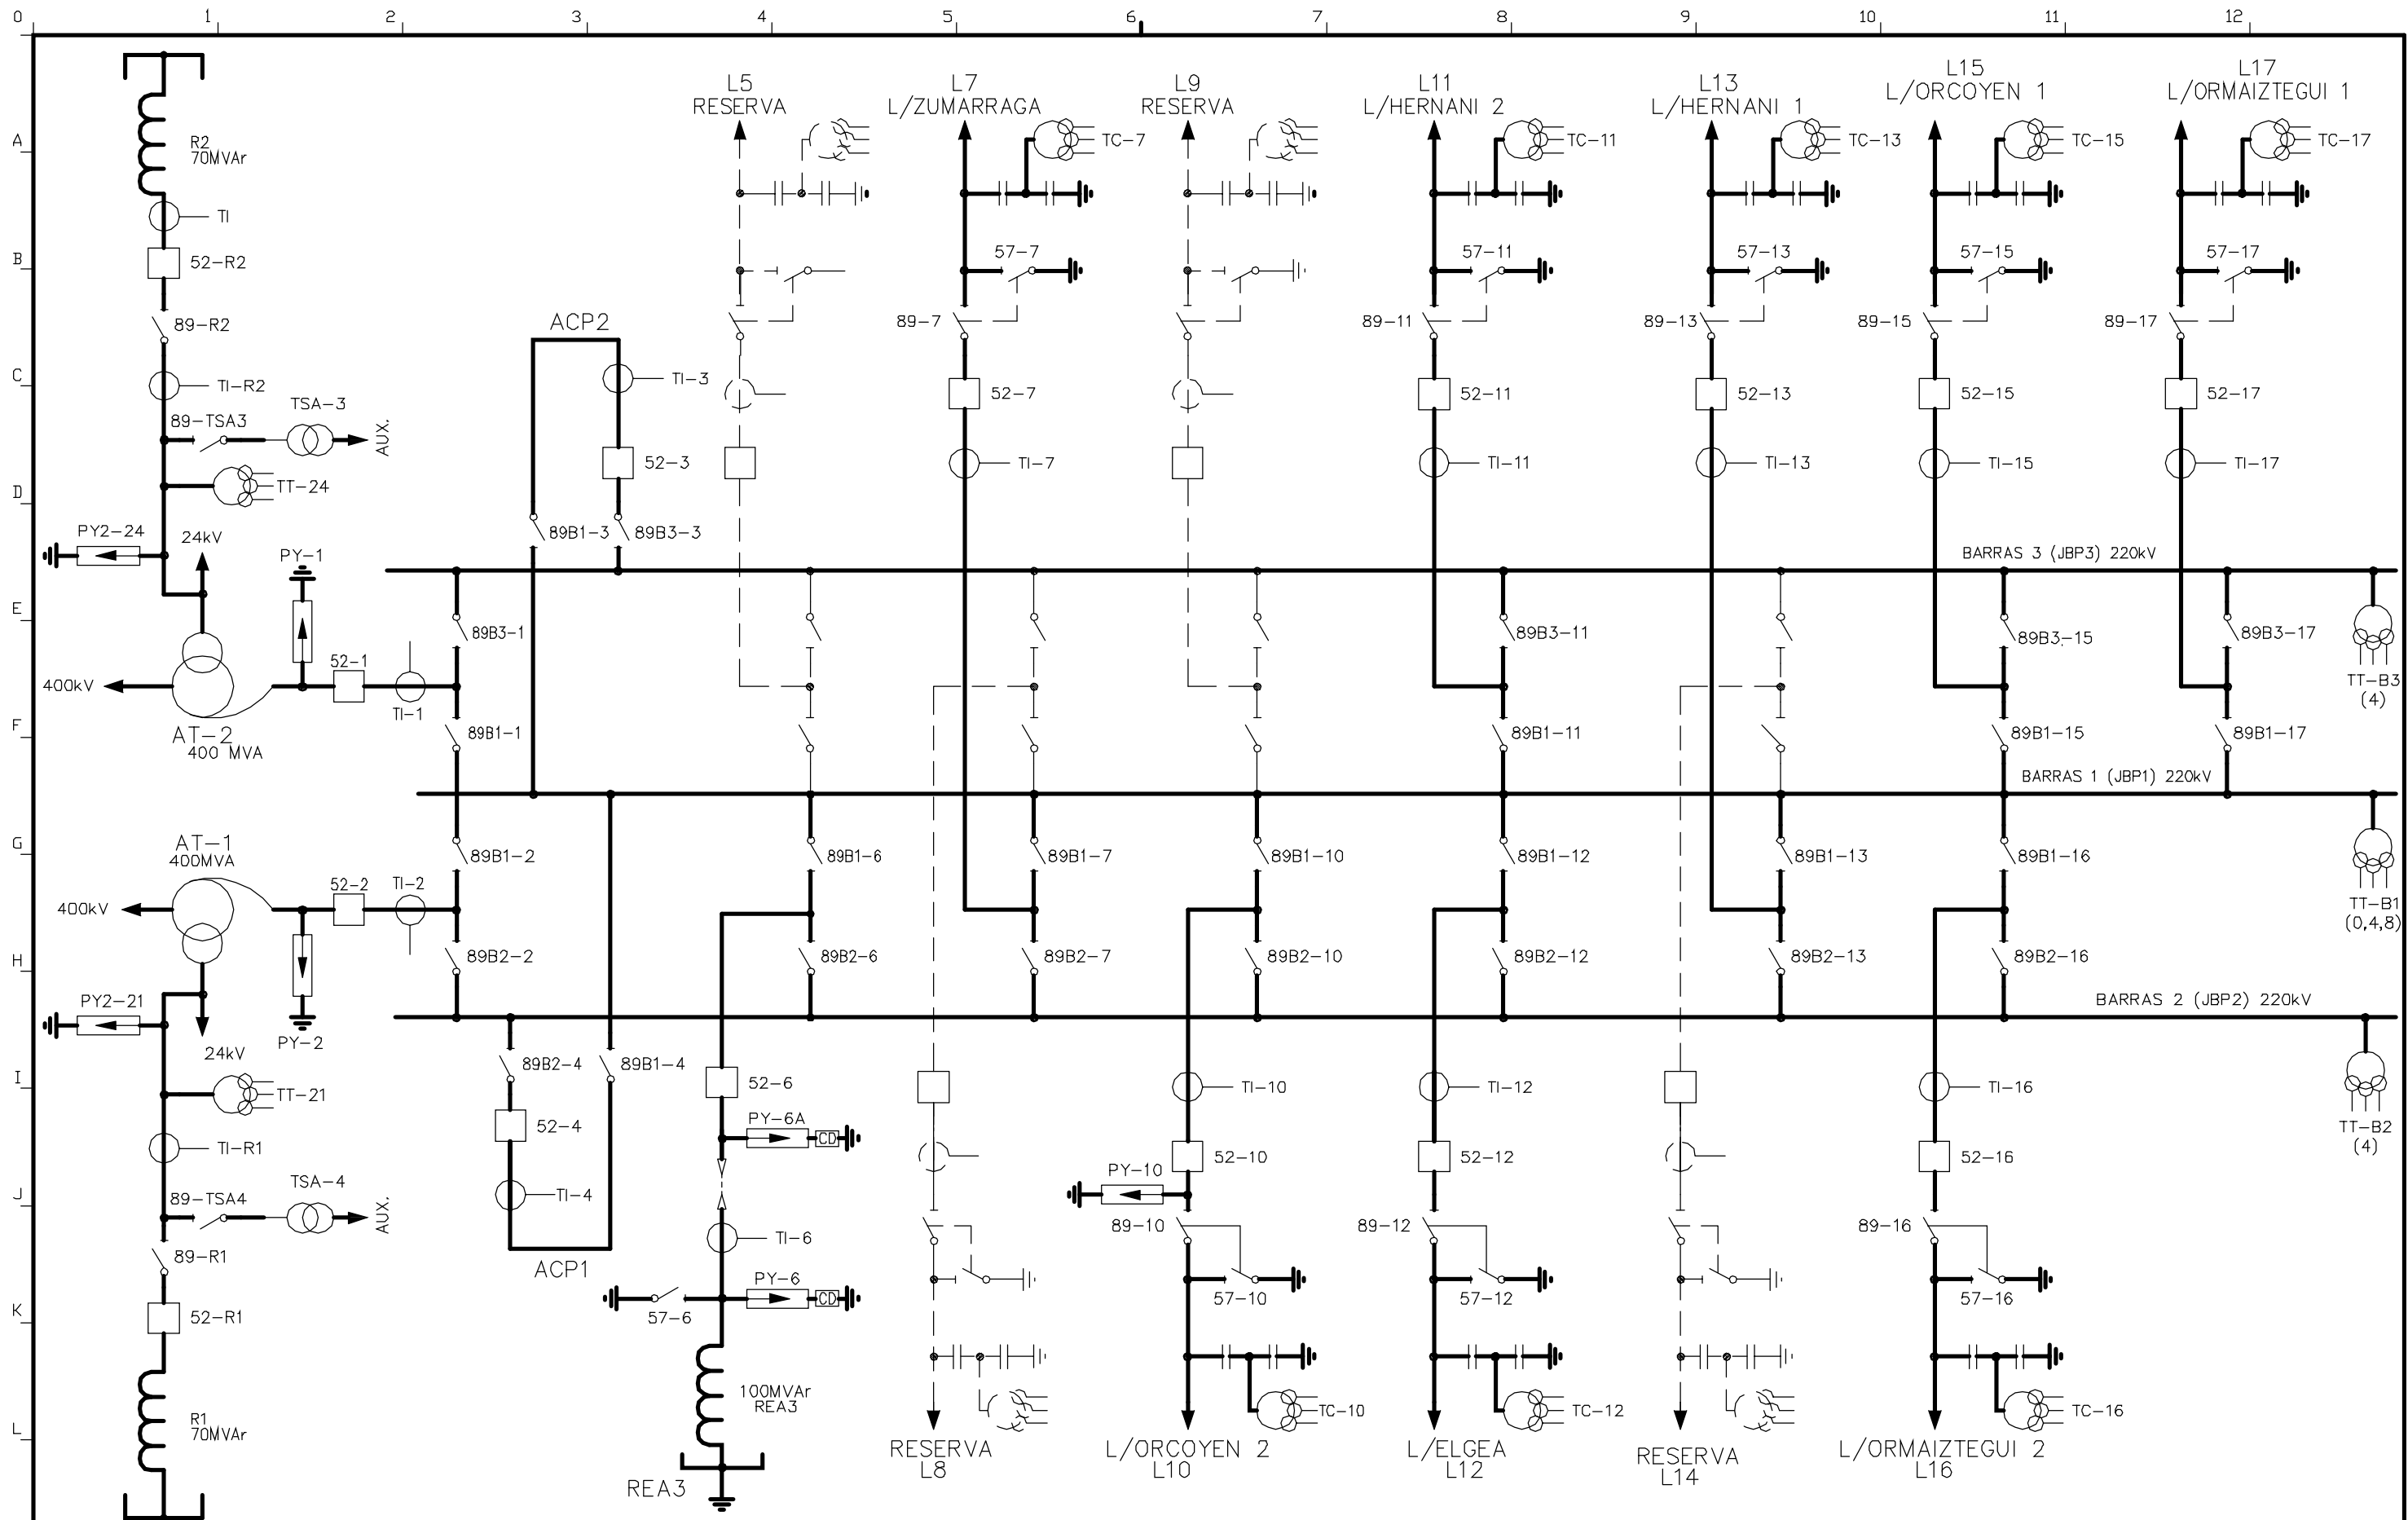 0 1 2 3 4 5 6 7 8 9 10 11 12
A
B
C
D
E
F
G
H
I
J
K
L
R2
70MVAr
TI
52-R2
89-R2
TI-R2
TSA-3
89-TSA3
AUX.
TT-24
PY2-24
24kV
PY-1
52-1
400kV
TI-1
AT-2
400 MVA
89B3-1
89B1-1
ACP2
TI-3
52-3
89B1-3
89B3-3
L5
RESERVA
L7
L/ZUMARRAGA
TC-7
57-7
89-7
52-7
TI-7
L9
RESERVA
L11
L/HERNANI 2
TC-11
57-11
89-11
52-11
TI-11
L13
L/HERNANI 1
TC-13
57-13
89-13
52-13
TI-13
L15
L/ORCOYEN 1
TC-15
57-15
89-15
52-15
TI-15
L17
L/ORMAIZTEGUI 1
TC-17
57-17
89-17
52-17
TI-17
BARRAS 3 (JBP3) 220kV
89B3-11
89B1-11
89B3-15
89B1-15
89B3-17
89B1-17
TT-B3
(4)
BARRAS 1 (JBP1) 220kV
AT-1
400MVA
52-2
TI-2
400kV
89B1-2
89B2-2
89B1-6
89B2-6
89B1-7
89B2-7
89B1-10
89B2-10
89B1-12
89B2-12
89B1-13
89B2-13
89B1-16
89B2-16
TT-B1
(0,4,8)
BARRAS 2 (JBP2) 220kV
PY2-21
24kV
PY-2
TT-21
TI-R1
TSA-4
89-TSA4
AUX.
89-R1
52-R1
R1
70MVAr
89B2-4
89B1-4
52-4
TI-4
ACP1
52-6
PY-6A
CD
TI-6
PY-6
CD
57-6
100MVAr
REA3
REA3
RESERVA
L8
TI-10
52-10
PY-10
89-10
57-10
TC-10
L/ORCOYEN 2
L10
TI-12
52-12
89-12
57-12
TC-12
L/ELGEA
L12
RESERVA
L14
TI-16
52-16
89-16
57-16
TC-16
L/ORMAIZTEGUI 2
L16
TT-B2
(4)